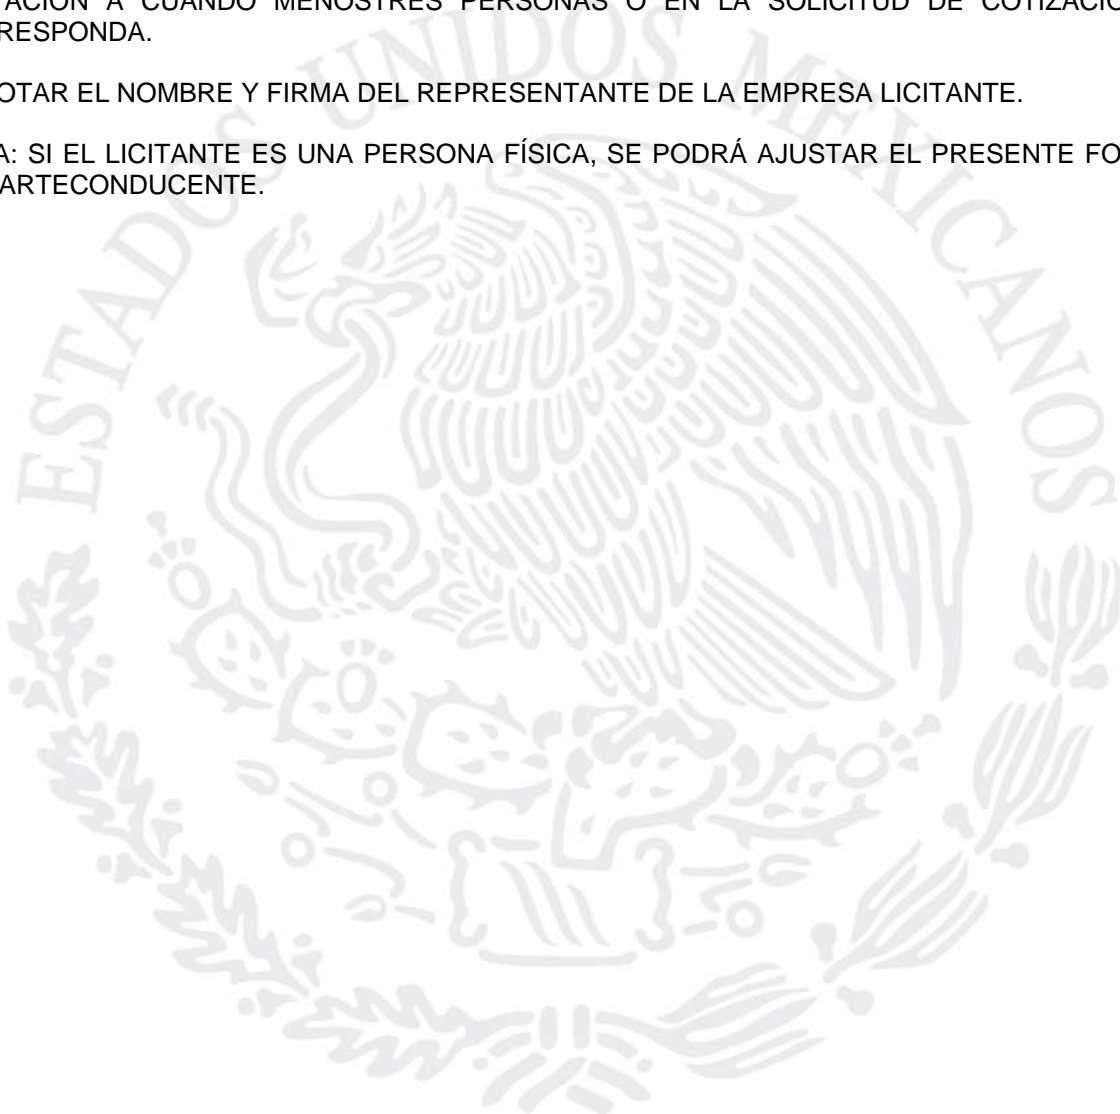 TACIÓN A CUANDO MENOSTRES PERSONAS O EN LA SOLICITUD DE COTIZACIÓ
RESPONDA.
OTAR EL NOMBRE Y FIRMA DEL REPRESENTANTE DE LA EMPRESA LICITANTE.
A: SI EL LICITANTE ES UNA PERSONA FÍSICA, SE PODRÁ AJUSTAR EL PRESENTE FO
ARTECONDUCENTE.
ESTADOS UNIDOS MEXICANOS